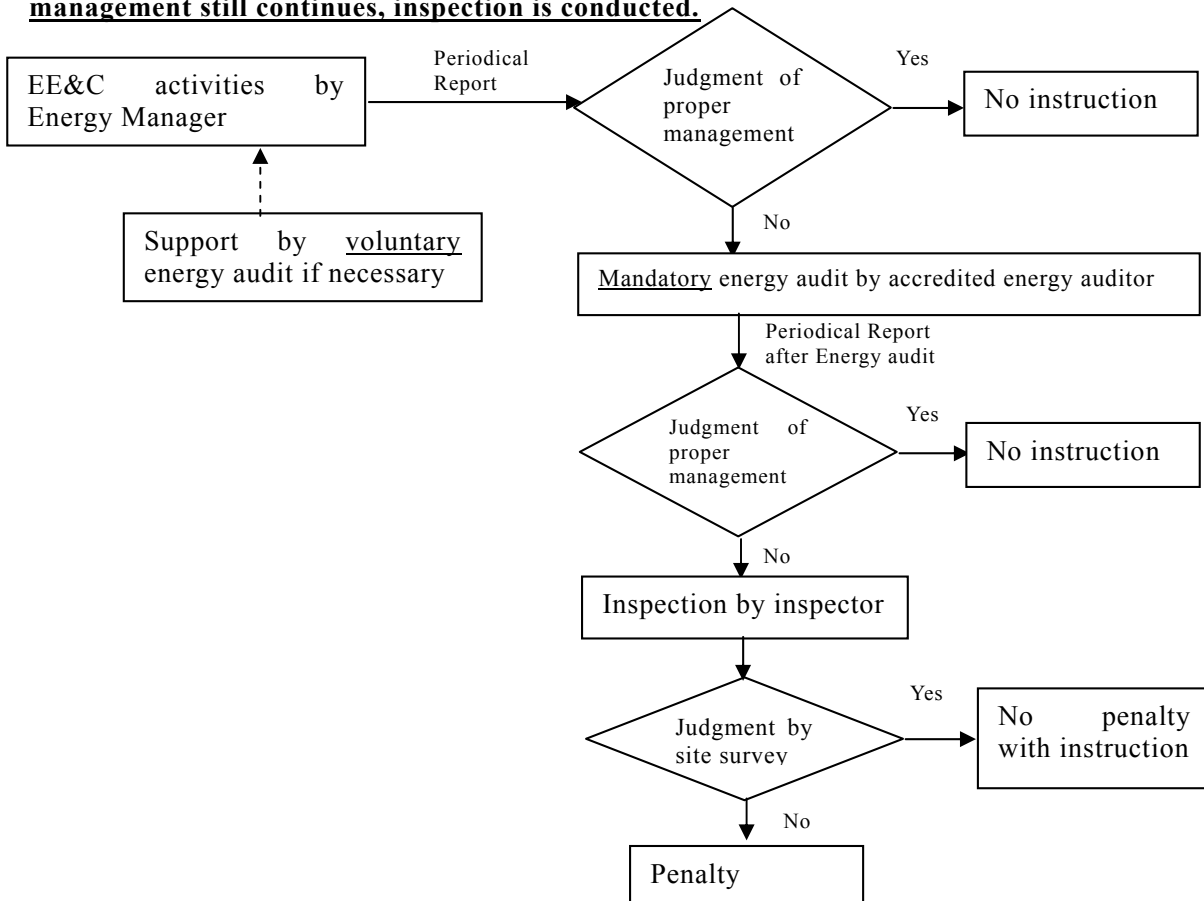 management still continues, inspection is conducted.
EE&C activities by
Energy Manager
Periodical
Report
Judgment of
proper
management
Yes
No instruction
Support by voluntary
energy audit if necessary
No
Mandatory energy audit by accredited energy auditor
Periodical Report
after Energy audit
Judgment of
proper
management
Yes
No instruction
No
Inspection by inspector
Judgment by
site survey
Yes
No penalty
with instruction
No
Penalty